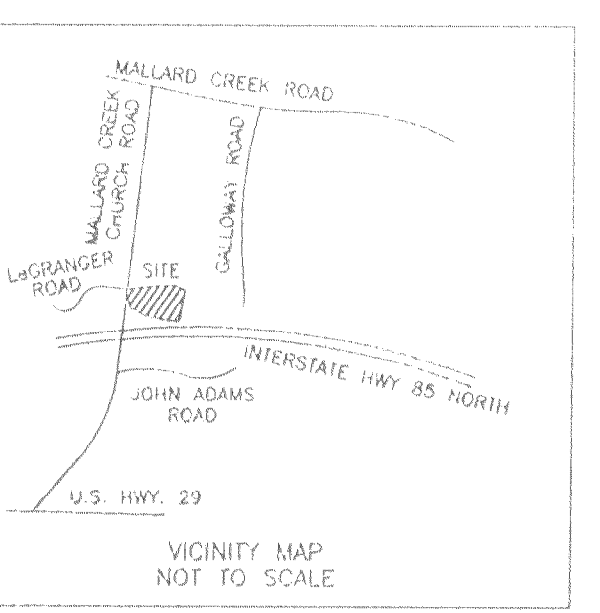 MALLARD CREEK ROAD
MALLARD CREEK
CHURCH ROAD
GALLOWAY ROAD
LaGRANGER
ROAD
SITE
INTERSTATE HWY 85 NORTH
JOHN ADAMS
ROAD
U.S. HWY. 29
VICINITY MAP
NOT TO SCALE